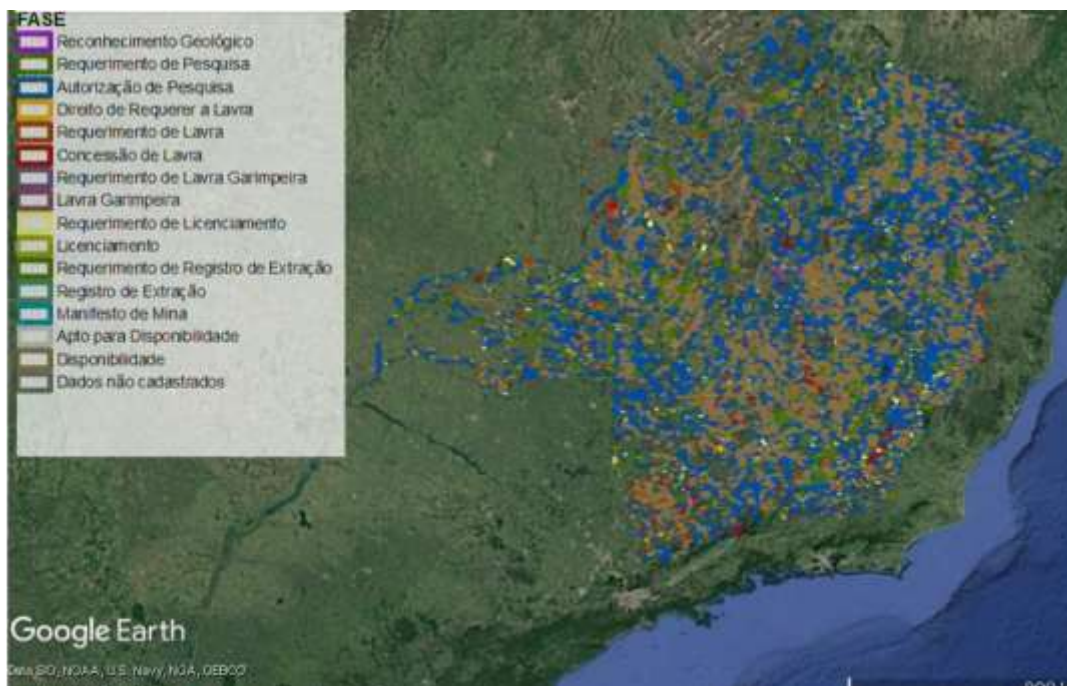 FASE
Reconhecimento Geológico
Requerimento de Pesquisa
Autorização de Pesquisa
Direito de Requerer a Lavra
Requerimento de Lavra
Concessão de Lavra
Requerimento de Lavra Garimpeira
Lavra Garimpeira
Requerimento de Licenciamento
Licenciamento
Requerimento de Registro de Extração
Registro de Extração
Manifesto de Mina
Apto para Disponibilidade
Disponibilidade
Dados não cadastrados
Google Earth
Data SIO, NOAA, U.S. Navy, NGA, GEBCO